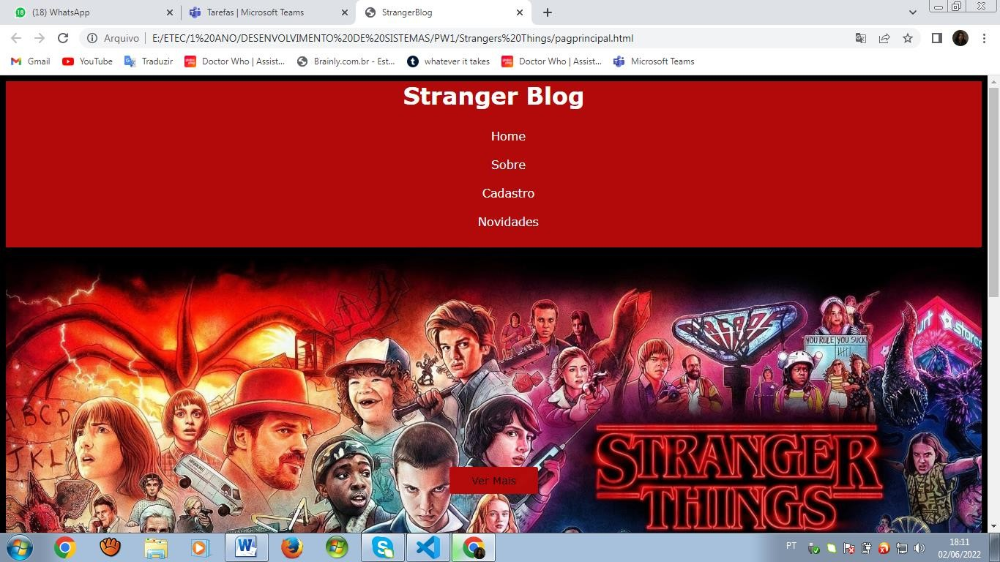 (18) WhatsApp
Tarefas | Microsoft Teams
StrangerBlog
Arquivo
E:/ETEC/1%20ANO/DESENVOLVIMENTO%20DE%20SISTEMAS/PW1/Strangers%20Things/pagprincipal.html
Gmail
YouTube
Traduzir
Doctor Who | Assist...
Brainly.com.br - Est...
whatever it takes
Doctor Who | Assist...
Microsoft Teams
Stranger Blog
Home
Sobre
Cadastro
Novidades
YOU RULE YOU SUCK
ABCD
JKL
Ver Mais
STRANGER
THINGS
PT
18:11
02/06/2022